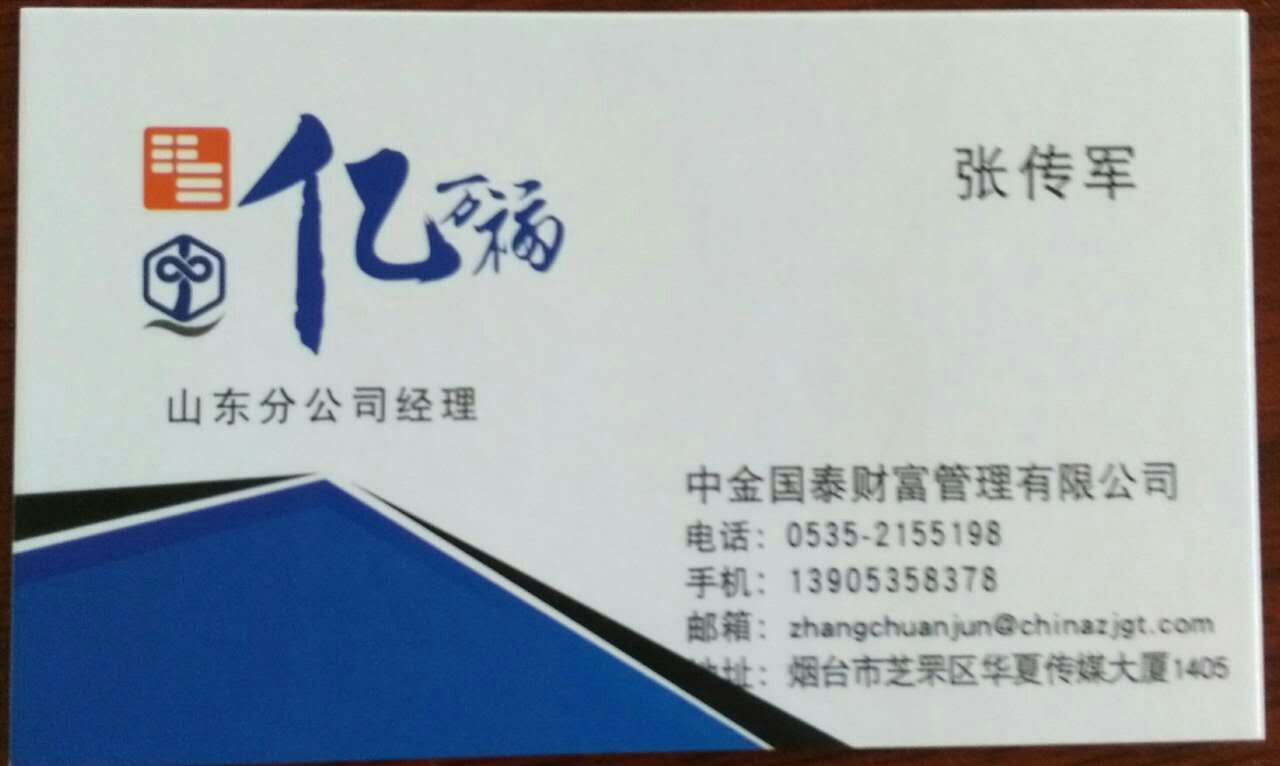 亿万福
张传军
山东分公司经理
中金国泰财富管理有限公司
电话：0535-2155198
手机：13905358378
邮箱：zhangchuanjun@chinazjgt.com
地址：烟台市芝罘区华夏传媒大厦1405